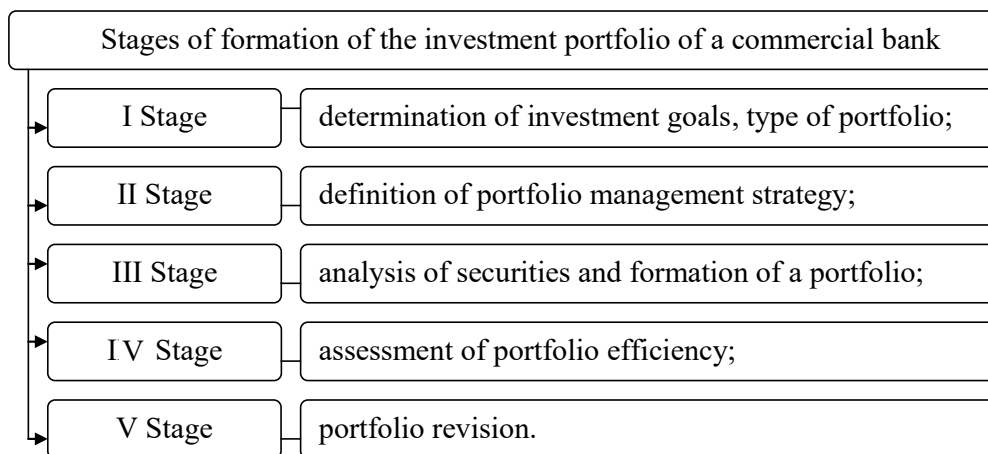 Stages of formation of the investment portfolio of a commercial bank
I Stage
determination of investment goals, type of portfolio;
II Stage
definition of portfolio management strategy;
III Stage
analysis of securities and formation of a portfolio;
IV Stage
assessment of portfolio efficiency;
V Stage
portfolio revision.